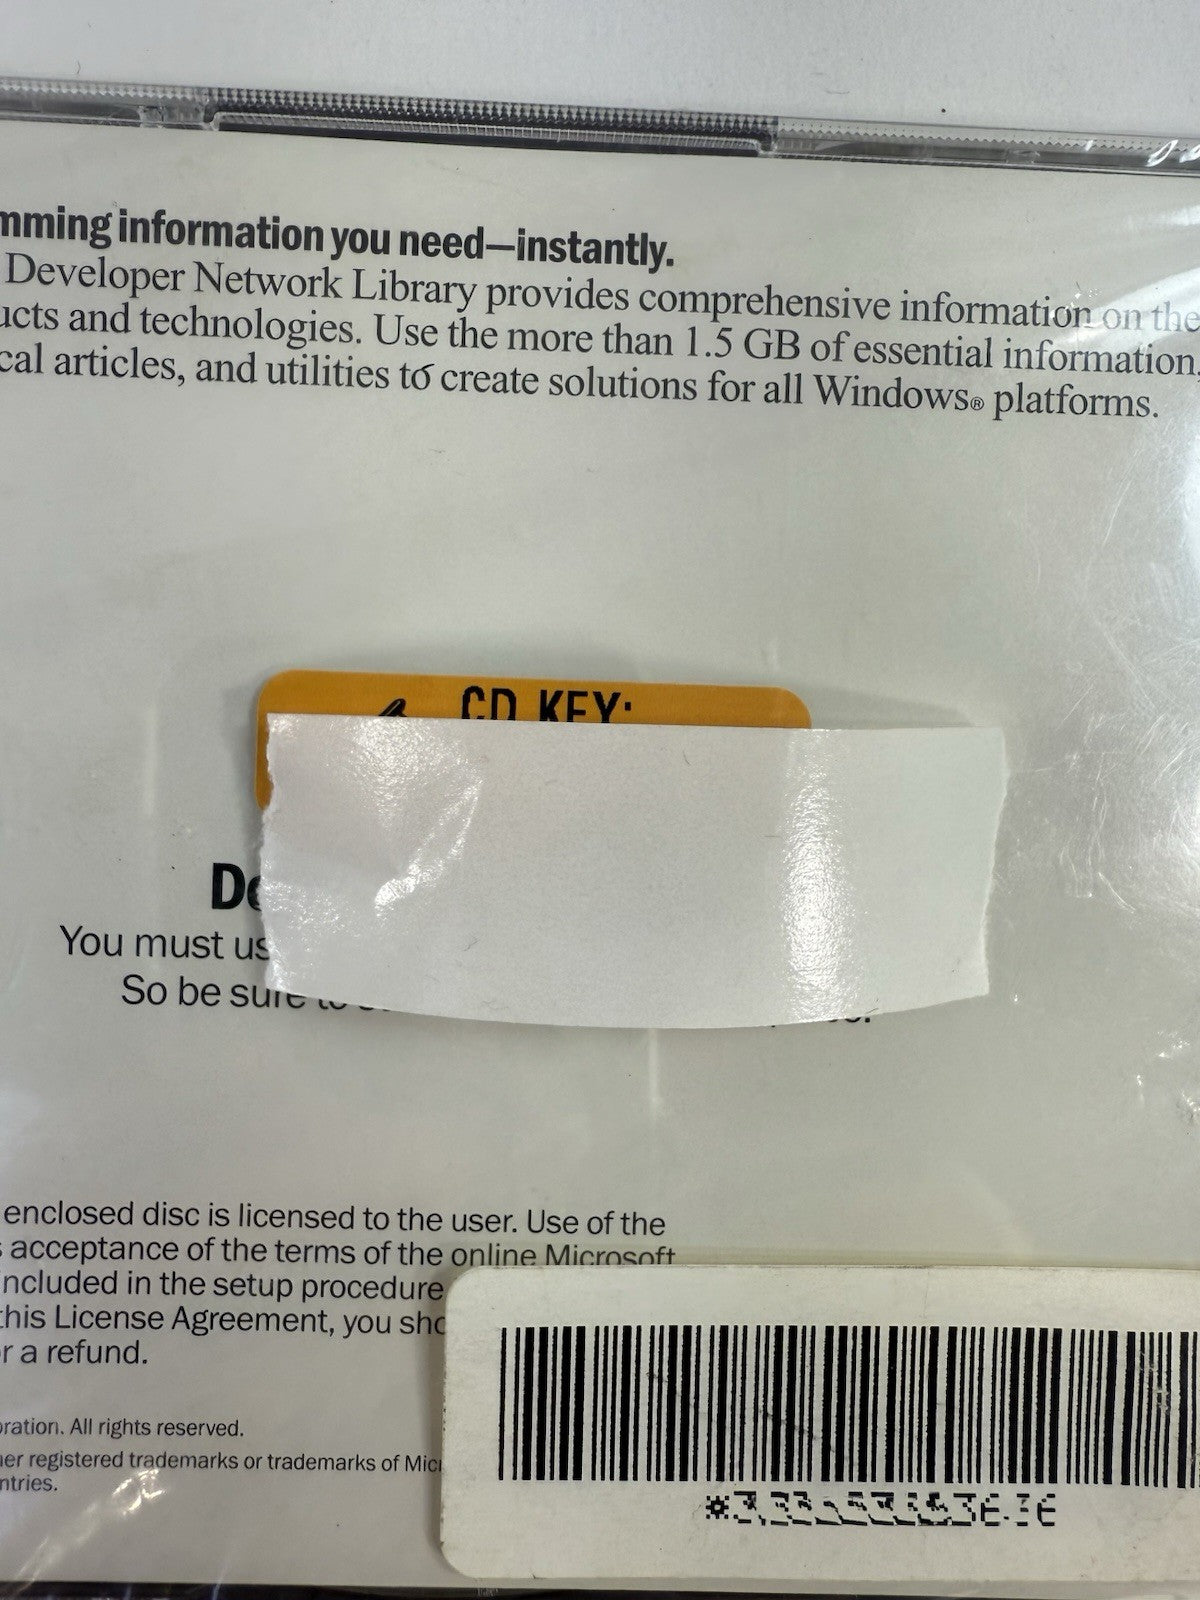 mming information you need—instantly.
Developer Network Library provides comprehensive information on the
ucts and technologies. Use the more than 1.5 GB of essential information,
cal articles, and utilities to create solutions for all Windows® platforms.
CD KEY:
You must us
So be sure
enclosed disc is licensed to the user. Use of the
s acceptance of the terms of the online Microsoft
included in the setup procedure
this License Agreement, you sho
r a refund.
oration. All rights reserved.
her registered trademarks or trademarks of Micr
ntries.